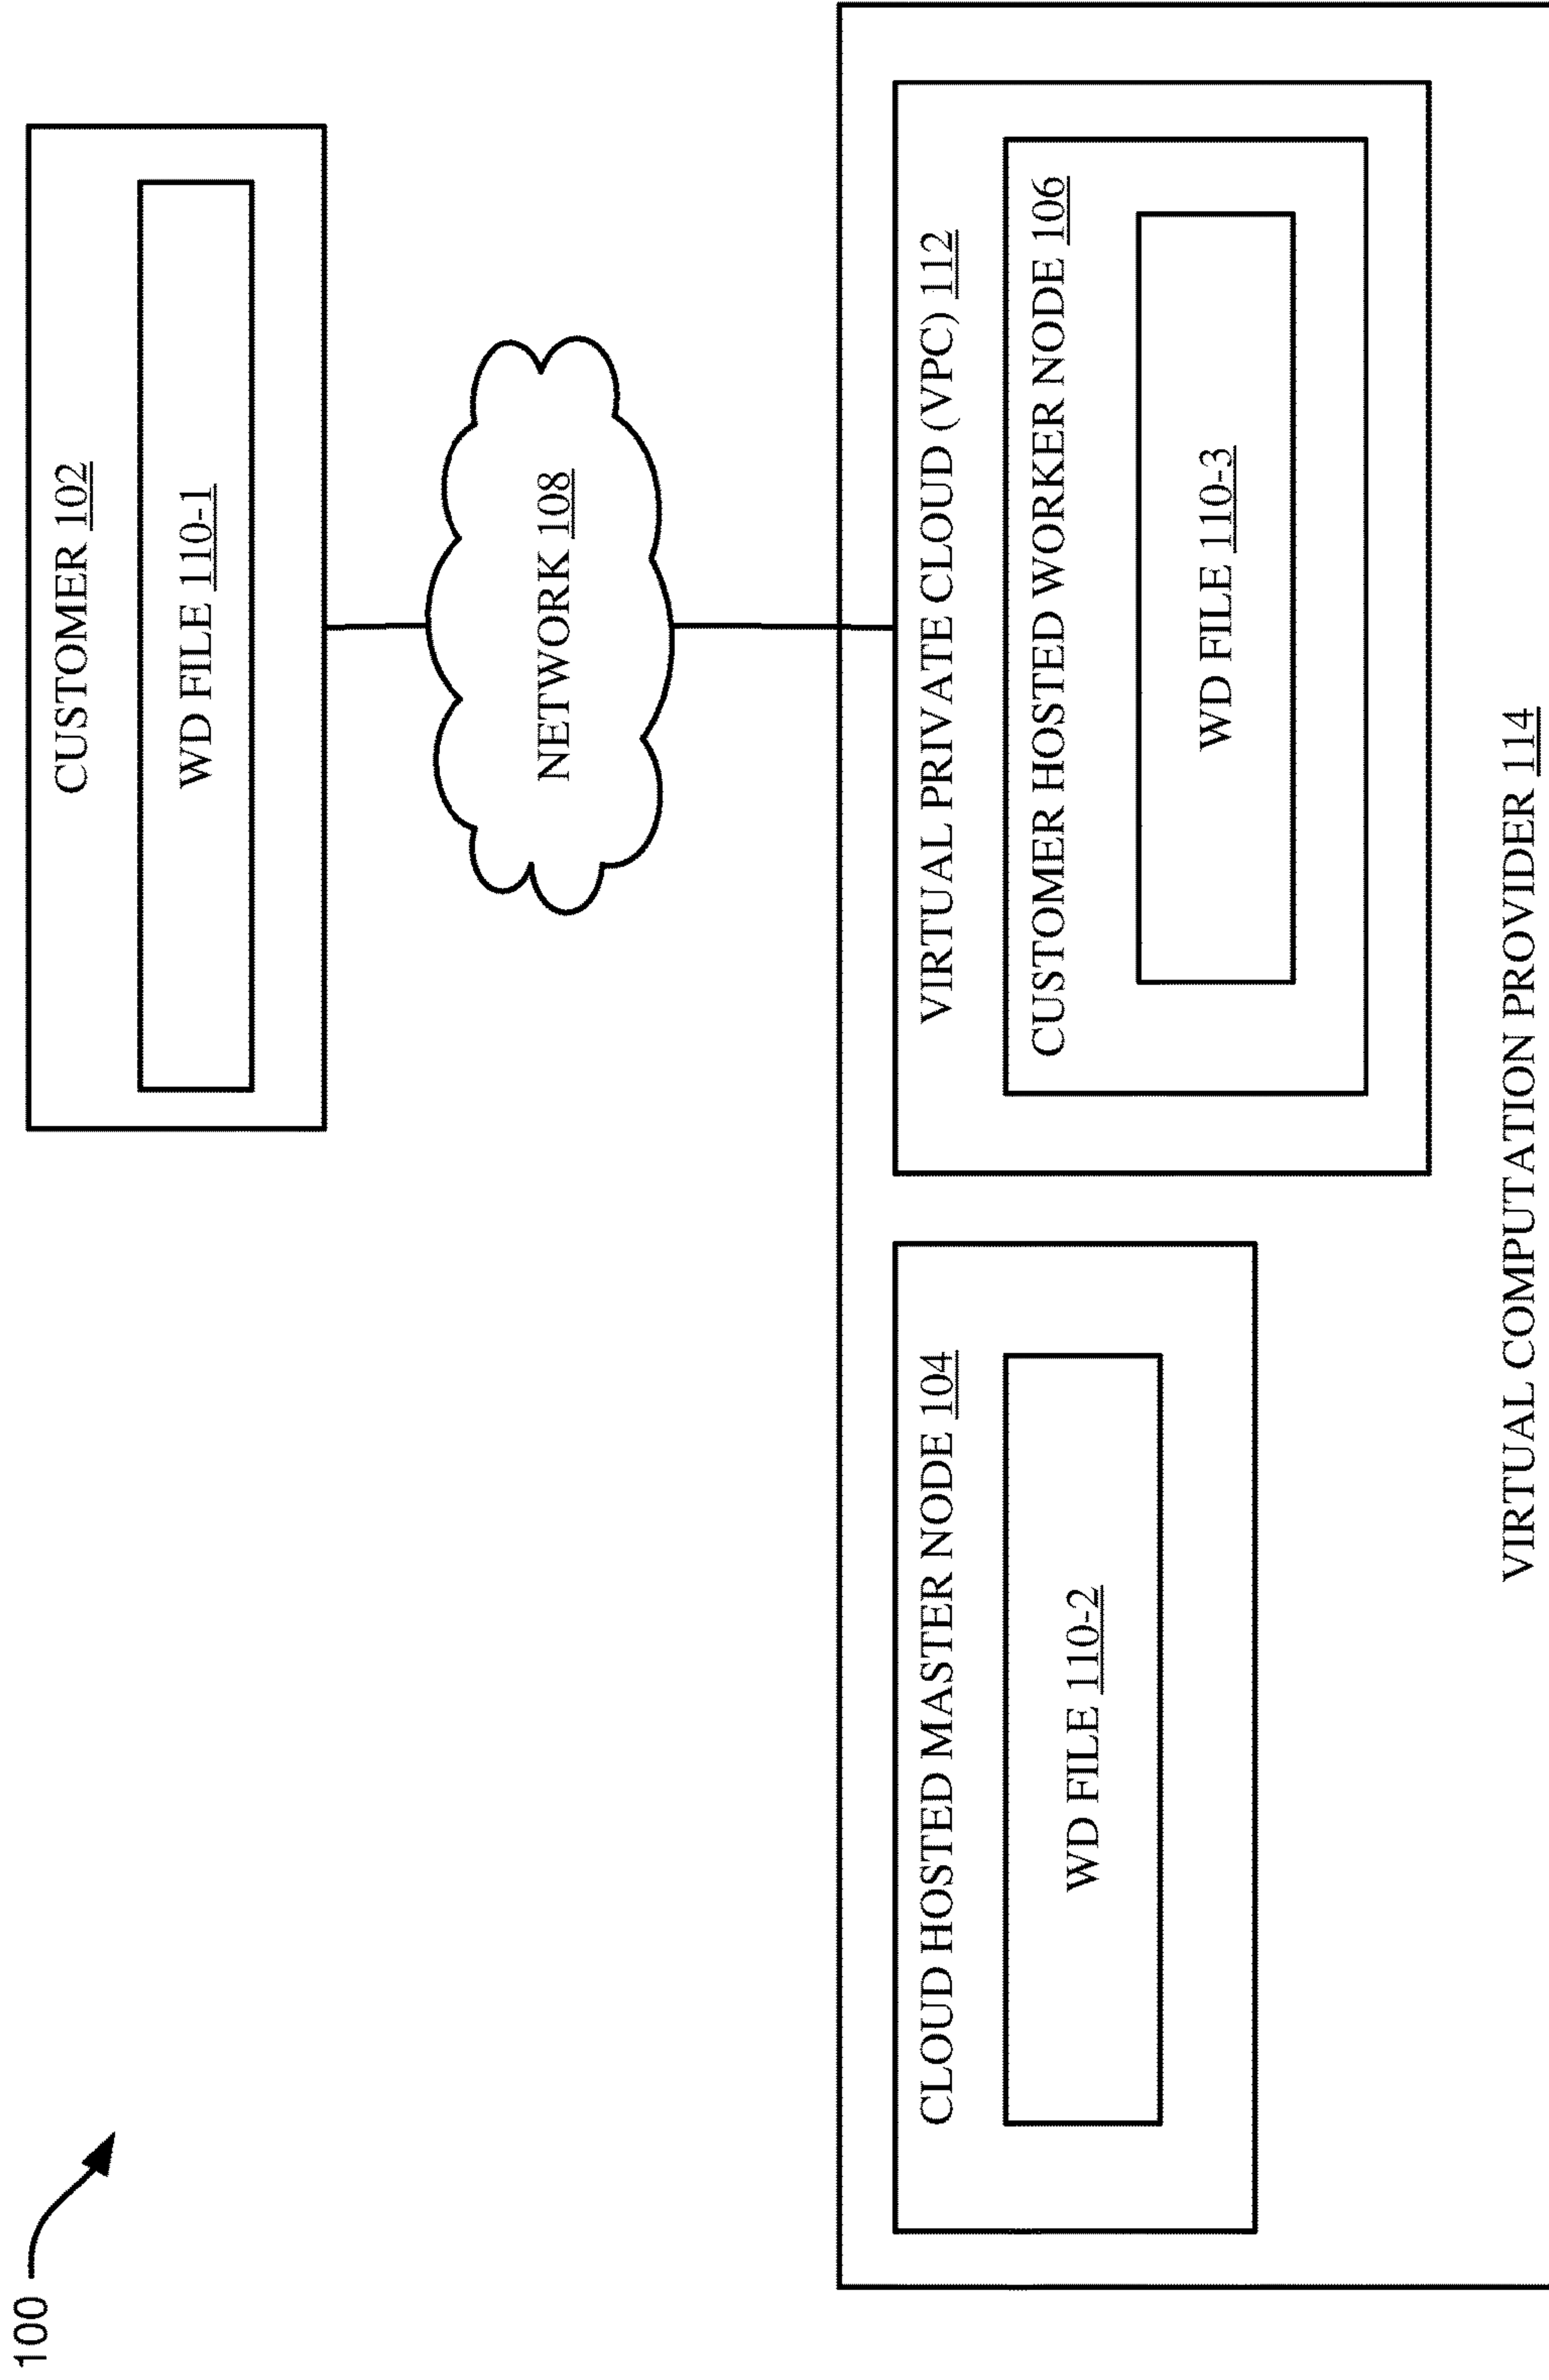 100
CUSTOMER 102
WD FILE 110-1
NETWORK 108
CLOUD HOSTED MASTER NODE 104
WD FILE 110-2
VIRTUAL PRIVATE CLOUD (VPC) 112
CUSTOMER HOSTED WORKER NODE 106
WD FILE 110-3
VIRTUAL COMPUTATION PROVIDER 114